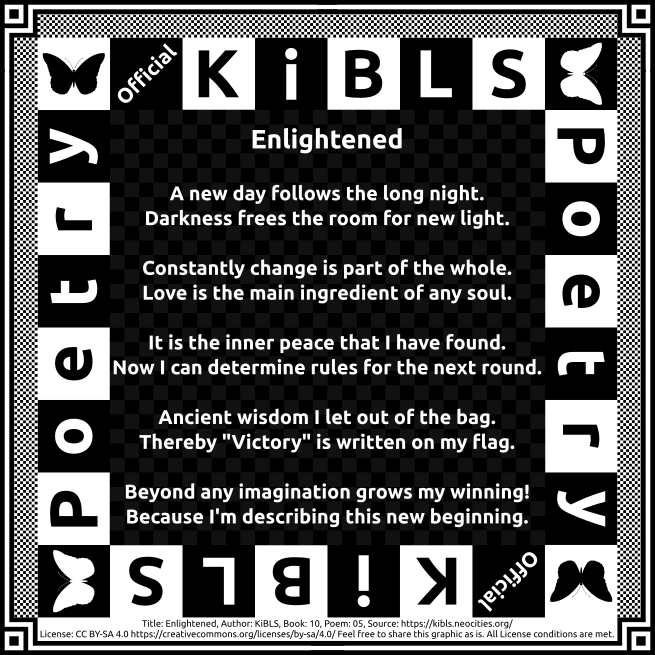 Official KiBLS
Poetry
Poetry
Enlightened
A new day follows the long night.
Darkness frees the room for new light.
Constantly change is part of the whole.
Love is the main ingredient of any soul.
It is the inner peace that I have found.
Now I can determine rules for the next round.
Ancient wisdom I let out of the bag.
Thereby "Victory" is written on my flag.
Beyond any imagination grows my winning!
Because I'm describing this new beginning.
Official KiBLS
Title: Enlightened, Author: KiBLS, Book: 10, Poem: 05, Source: https://kibls.neocities.org/
License: CC BY-SA 4.0 https://creativecommons.org/licenses/by-sa/4.0/ Feel free to share this graphic as is. All License conditions are met.